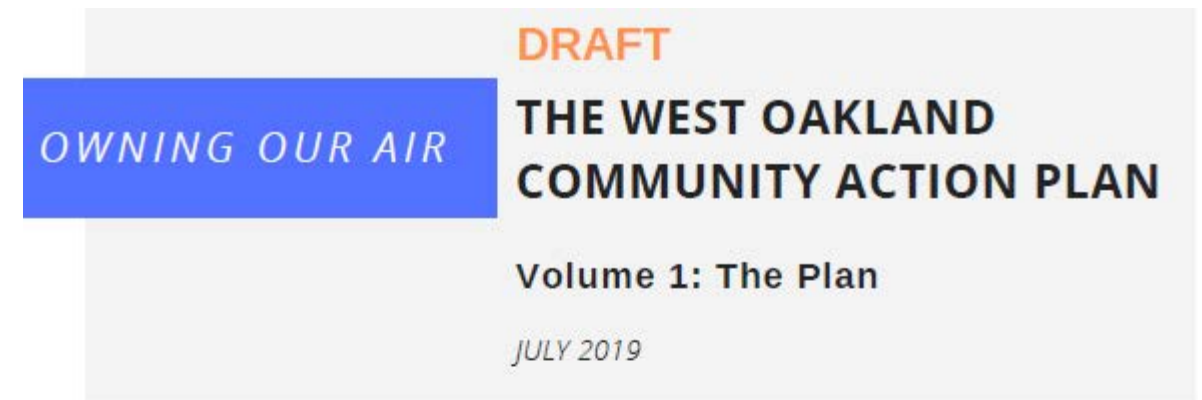 OWNING OUR AIR
DRAFT
THE WEST OAKLAND
COMMUNITY ACTION PLAN
Volume 1: The Plan
JULY 2019